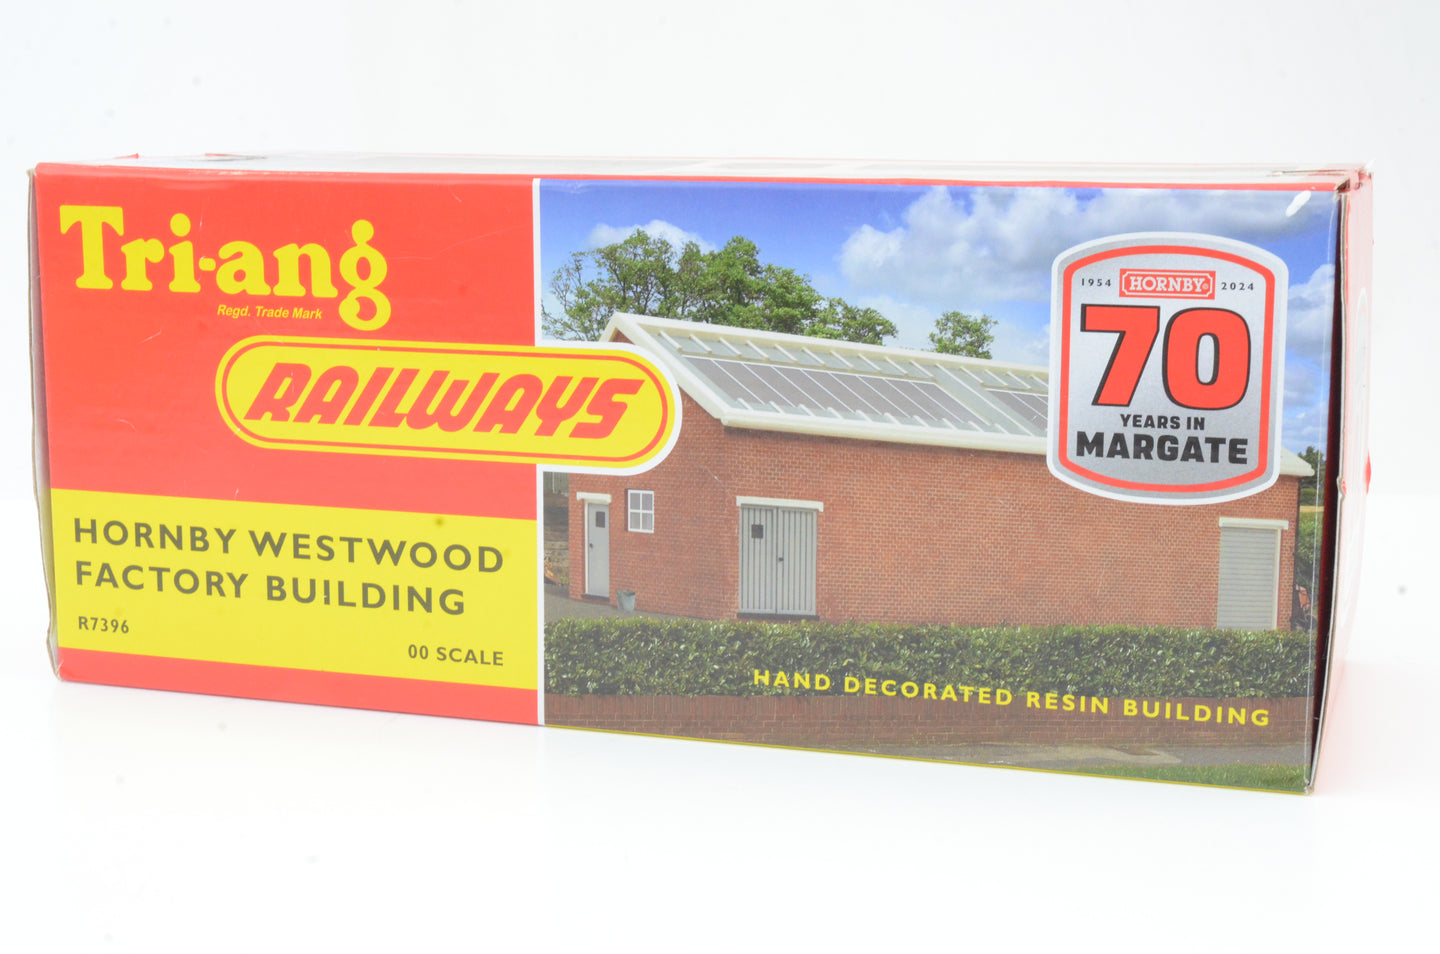 Tri-ang
Regd. Trade Mark
RAILWAYS
HORNBY WESTWOOD
FACTORY BUILDING
R7396
00 SCALE
1954 HORNBY® 2024
70
YEARS IN
MARGATE
HAND DECORATED RESIN BUILDING